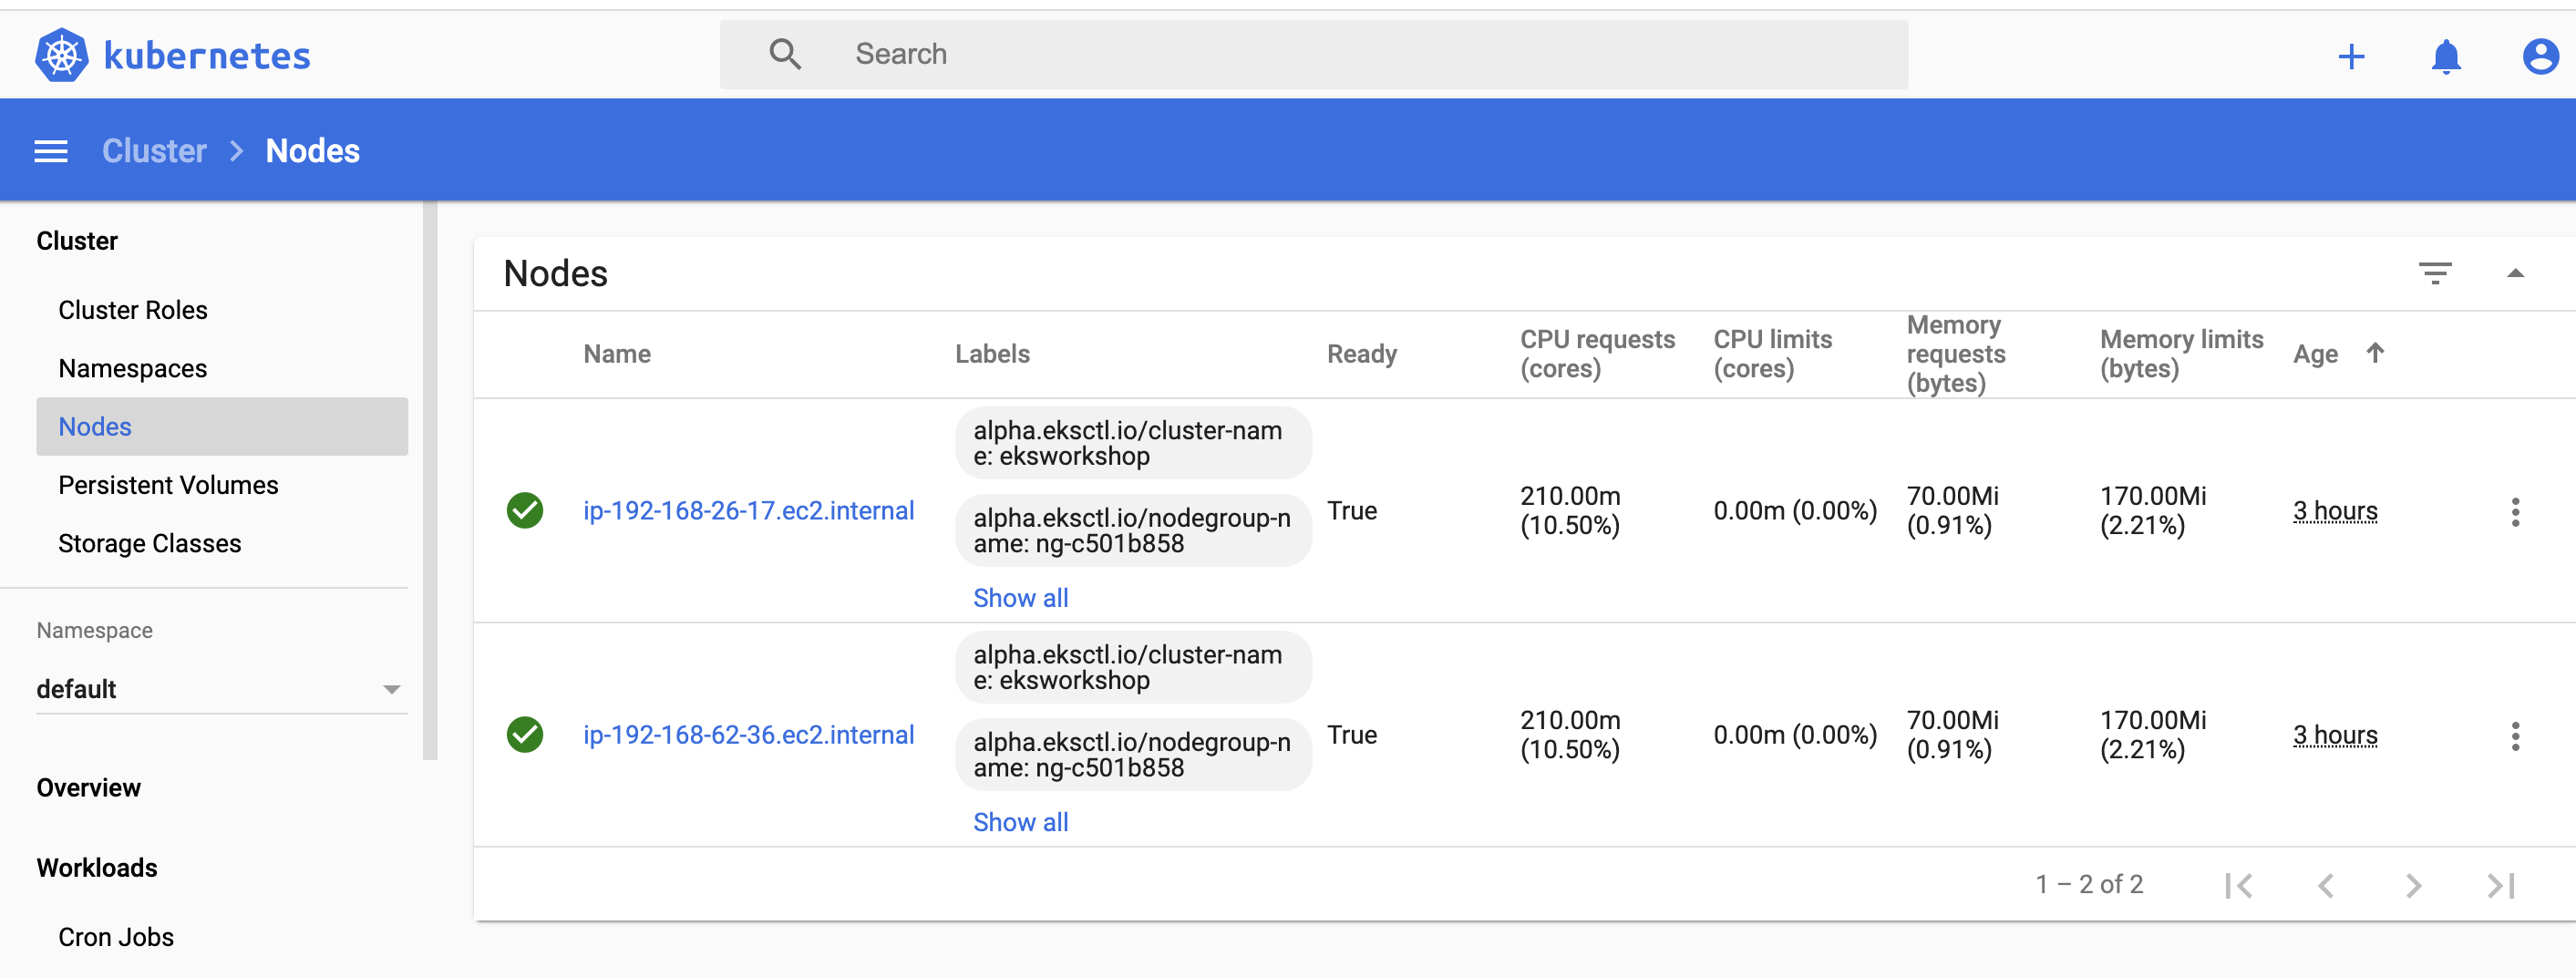 kubernetes
Search
Cluster > Nodes
Cluster
Cluster Roles
Namespaces
Nodes
Persistent Volumes
Storage Classes
Namespace
default
Overview
Workloads
Cron Jobs
Nodes
Name
Labels
Ready
CPU requests
(cores)
CPU limits
(cores)
Memory
requests
(bytes)
Memory limits
(bytes)
Age
ip-192-168-26-17.ec2.internal
alpha.eksctl.io/cluster-nam
e: eksworkshop
alpha.eksctl.io/nodegroup-n
ame: ng-c501b858
Show all
True
210.00m
(10.50%)
0.00m (0.00%)
70.00Mi
(0.91%)
170.00Mi
(2.21%)
3 hours
ip-192-168-62-36.ec2.internal
alpha.eksctl.io/cluster-nam
e: eksworkshop
alpha.eksctl.io/nodegroup-n
ame: ng-c501b858
Show all
True
210.00m
(10.50%)
0.00m (0.00%)
70.00Mi
(0.91%)
170.00Mi
(2.21%)
3 hours
1 – 2 of 2